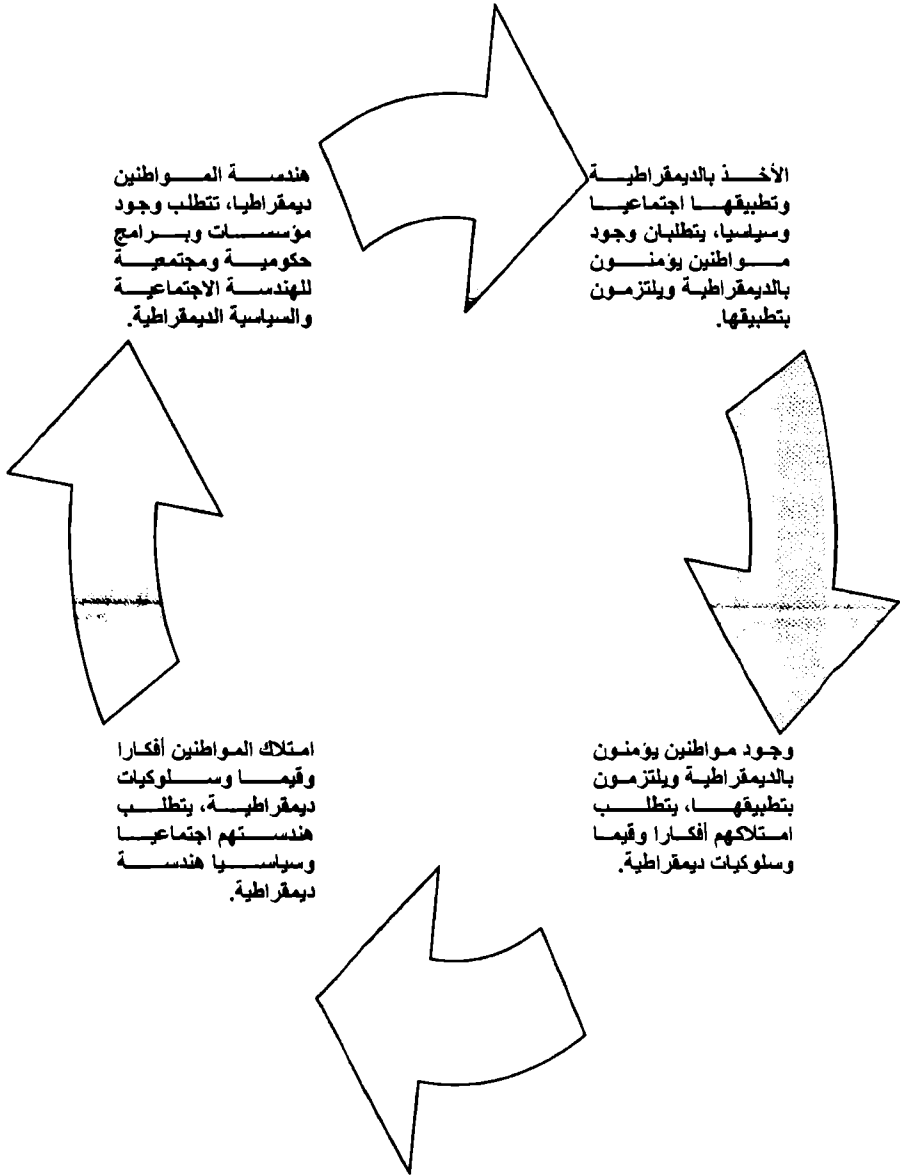 الأخذ بالديمقراطية
وتطبيقها اجتماعيا
وسياسيا، يتطلبان وجود
مواطنين يؤمنون
بالديمقراطية ويلتزمون
بتطبيقها.
وجود مواطنين يؤمنون
بالديمقراطية ويلتزمون
بتطبيقها، يتطلب
امتلاكهم أفكارا وقيما
وسلوكيات ديمقراطية.
امتلاك المواطنين أفكارا
وقيما وسلوكيات
ديمقراطية، يتطلب
هندستهم اجتماعيا
وسياسيا هندسة
ديمقراطية.
هندسة المواطنين
ديمقراطيا، تتطلب وجود
مؤسسات وبرامج
حكومية ومجتمعية
للهندسة الاجتماعية
والسياسية الديمقراطية.